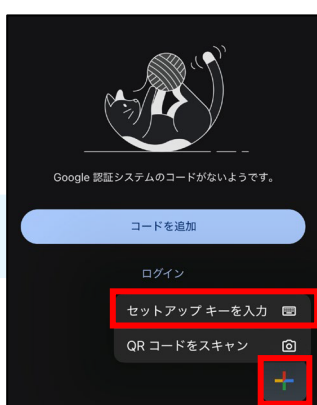 Google 認証システムのコードがないようです。
コードを追加
ログイン
セットアップ キーを入力
QR コードをスキャン